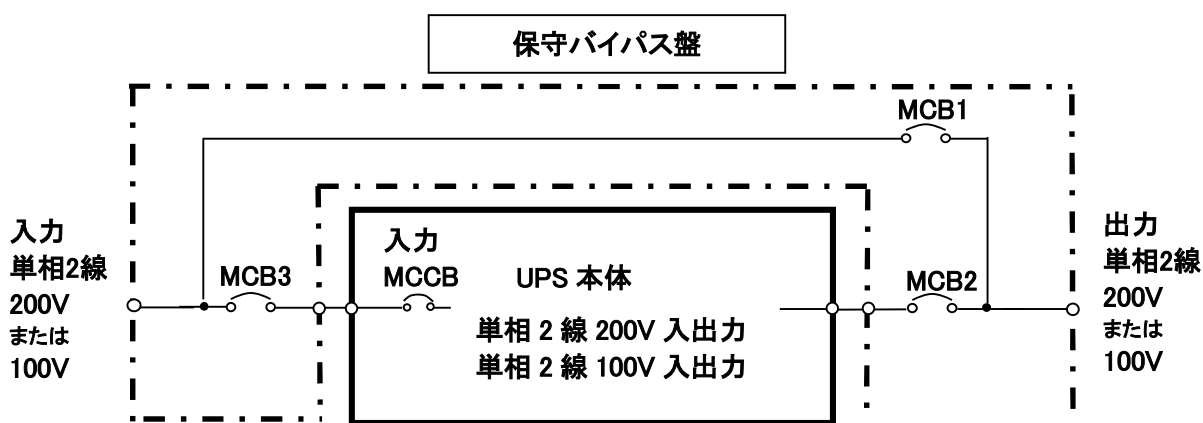 保守バイパス盤
MCB1
入力
単相2線
200V
または
100V
MCB3
入力
MCCB
UPS 本体
単相 2 線 200V 入出力
単相 2 線 100V 入出力
MCB2
出力
単相2線
200V
または
100V